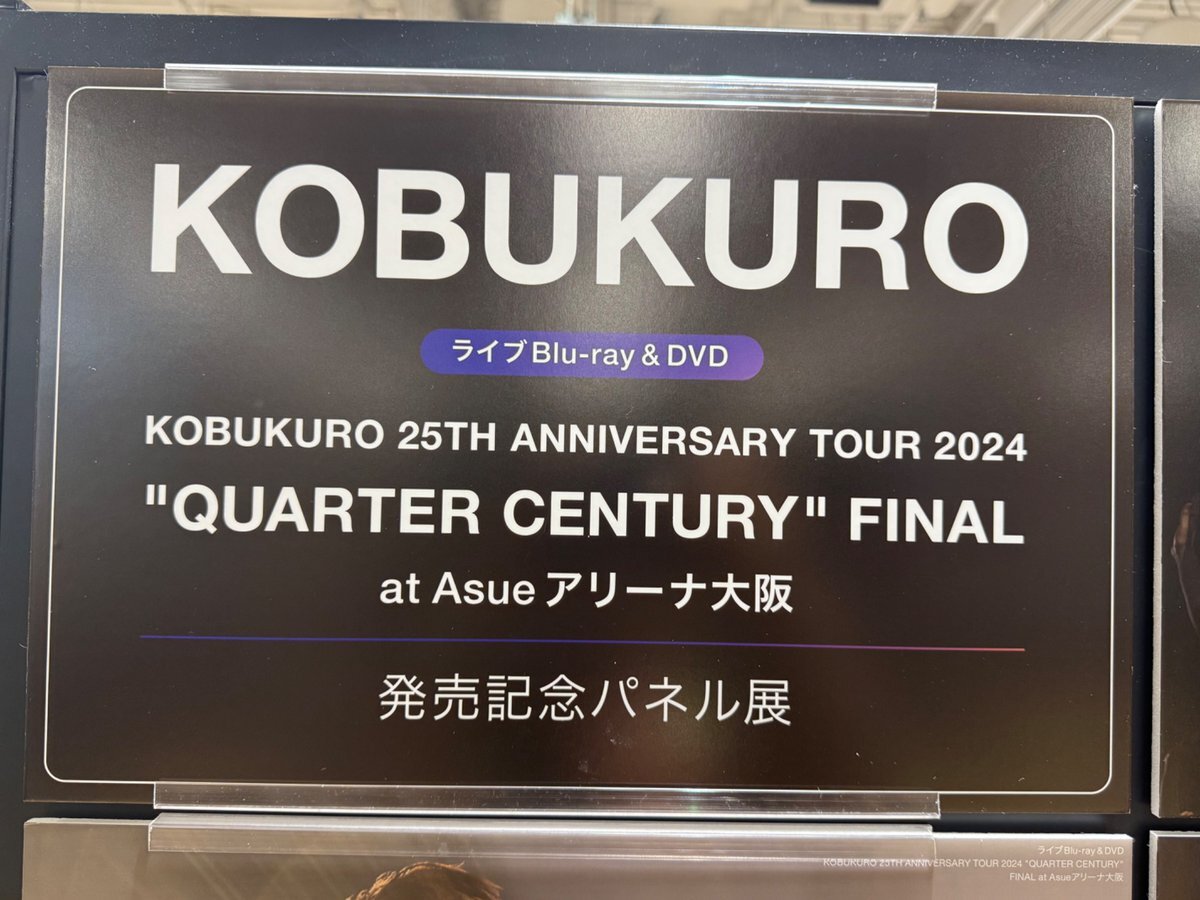 KOBUKURO
ライブBlu-ray & DVD
KOBUKURO 25TH ANNIVERSARY TOUR 2024
"QUARTER CENTURY" FINAL
at Asueアリーナ大阪
発売記念パネル展
ライブBlu-ray & DVD
KOBUKURO 25TH ANNIVERSARY TOUR 2024 "QUARTER CENTURY"
FINAL at Asueアリーナ大阪